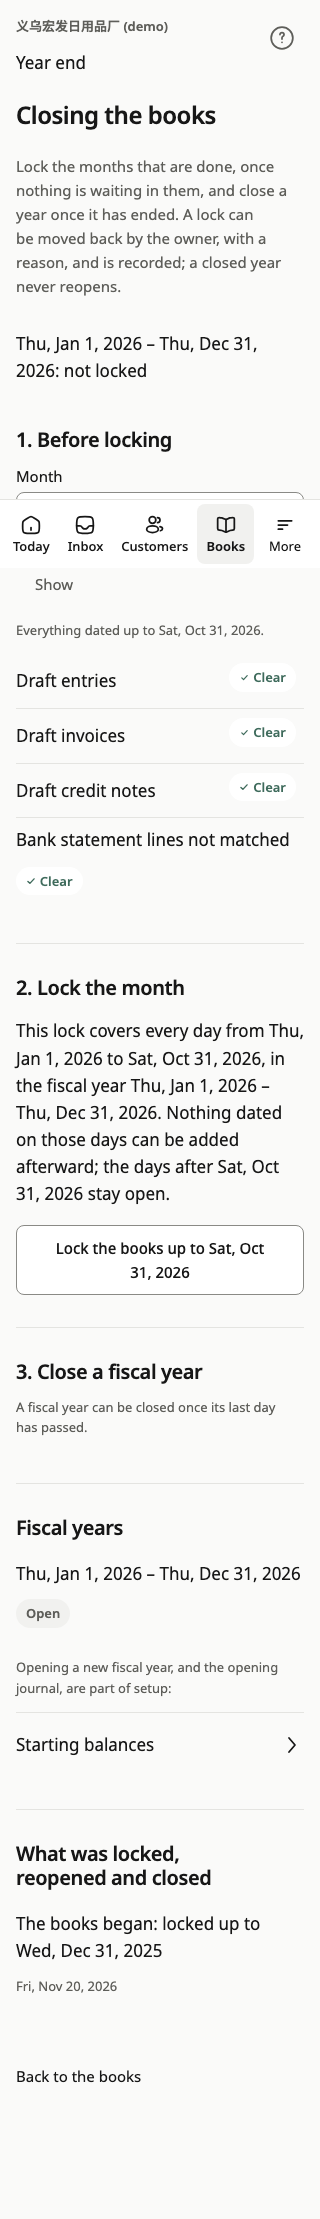 义乌宏发日用品厂 (demo)
Year end
Closing the books
Lock the months that are done, once
nothing is waiting in them, and close a
year once it has ended. A lock can
be moved back by the owner, with a
reason, and is recorded; a closed year
never reopens.
Thu, Jan 1, 2026 – Thu, Dec 31,
2026: not locked
1. Before locking
Month
Today Inbox Customers Books More
Show
Everything dated up to Sat, Oct 31, 2026.
Draft entries Clear
Draft invoices Clear
Draft credit notes Clear
Bank statement lines not matched
Clear
2. Lock the month
This lock covers every day from Thu,
Jan 1, 2026 to Sat, Oct 31, 2026, in
the fiscal year Thu, Jan 1, 2026 –
Thu, Dec 31, 2026. Nothing dated
on those days can be added
afterward; the days after Sat, Oct
31, 2026 stay open.
Lock the books up to Sat, Oct
31, 2026
3. Close a fiscal year
A fiscal year can be closed once its last day
has passed.
Fiscal years
Thu, Jan 1, 2026 – Thu, Dec 31, 2026
Open
Opening a new fiscal year, and the opening
journal, are part of setup:
Starting balances
What was locked,
reopened and closed
The books began: locked up to
Wed, Dec 31, 2025
Fri, Nov 20, 2026
Back to the books